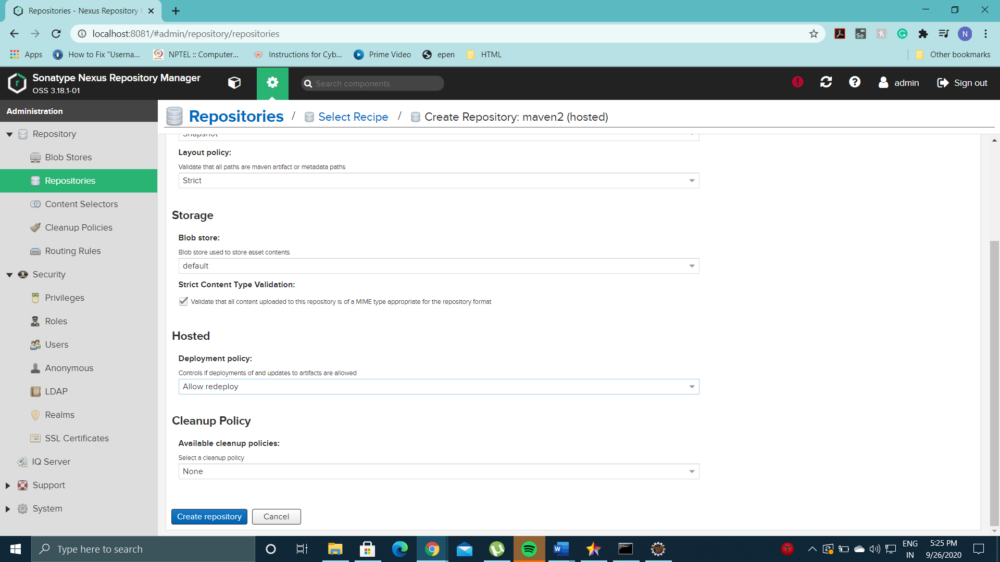 Repositories - Nexus Repository
localhost:8081/#admin/repository/repositories
Apps
How to Fix "Userna...
NPTEL :: Computer...
Instructions for Cyb...
Prime Video
epen
HTML
Other bookmarks
Sonatype Nexus Repository Manager
OSS 3.18.1-01
Search components
admin
Sign out
Administration
Repository
Blob Stores
Repositories
Content Selectors
Cleanup Policies
Routing Rules
Security
Privileges
Roles
Users
Anonymous
LDAP
Realms
SSL Certificates
IQ Server
Support
System
Repositories / Select Recipe / Create Repository: maven2 (hosted)
Snapshot
Layout policy:
Validate that all paths are maven artifact or metadata paths
Strict
Storage
Blob store:
Blob store used to store asset contents
default
Strict Content Type Validation:
Validate that all content uploaded to this repository is of a MIME type appropriate for the repository format
Hosted
Deployment policy:
Controls if deployments of and updates to artifacts are allowed
Allow redeploy
Cleanup Policy
Available cleanup policies:
Select a cleanup policy
None
Create repository
Cancel
Type here to search
ENG
IN
5:25 PM
9/26/2020